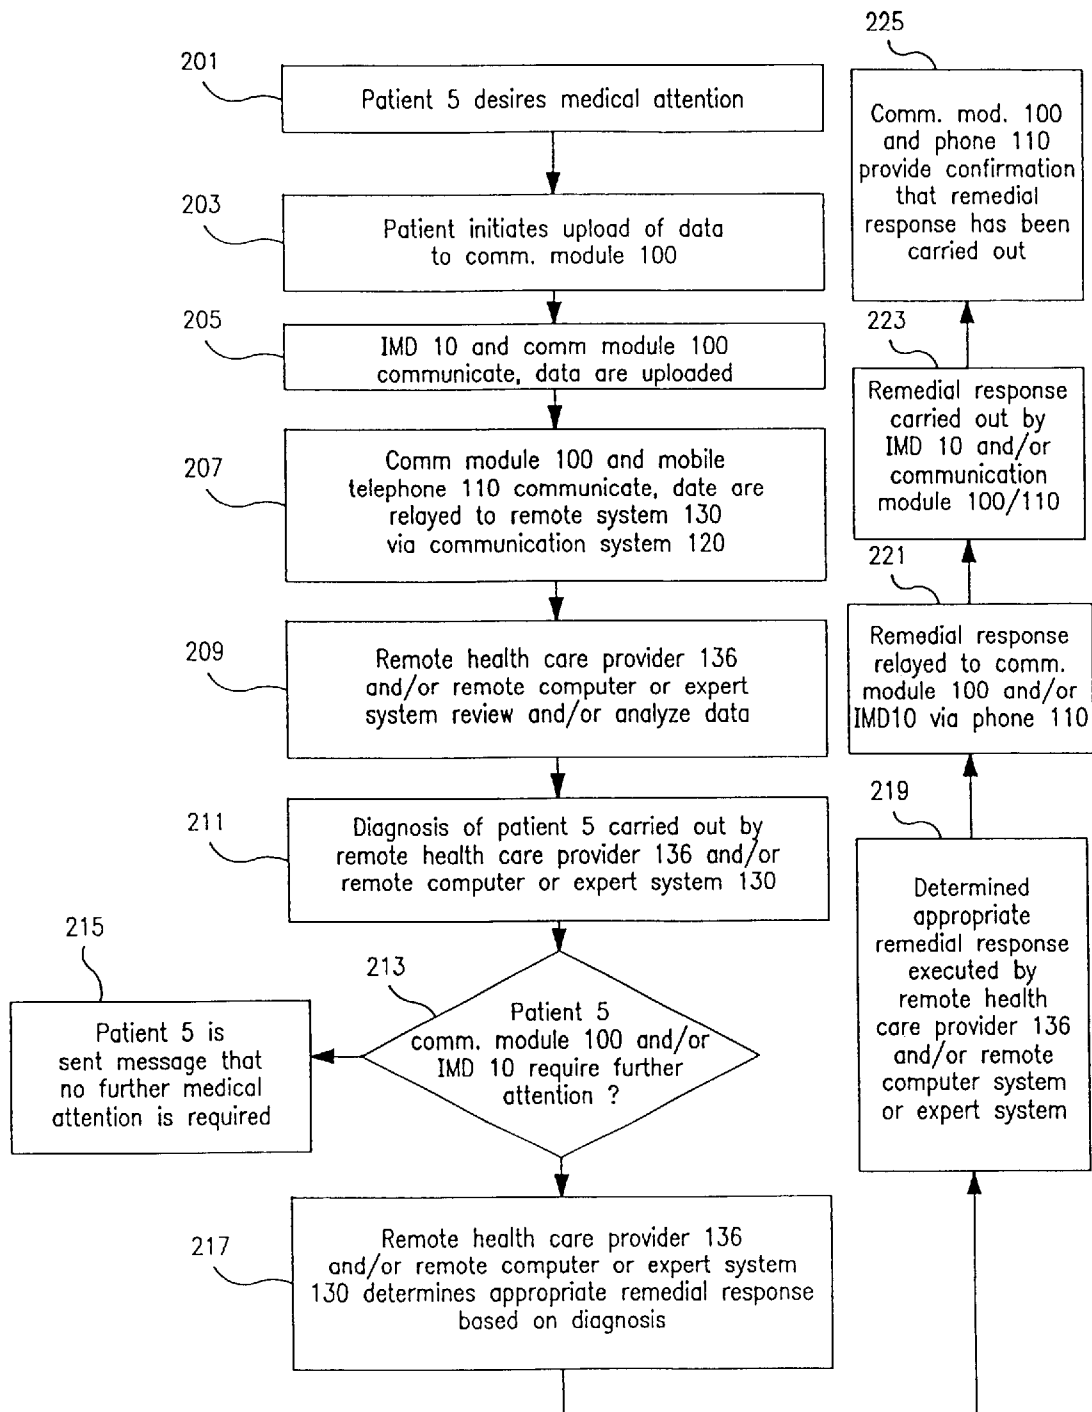 201
Patient 5 desires medical attention
203
Patient initiates upload of data
to comm. module 100
205
IMD 10 and comm module 100
communicate, data are uploaded
207
Comm module 100 and mobile
telephone 110 communicate, date are
relayed to remote system 130
via communication system 120
209
Remote health care provider 136
and/or remote computer or expert
system review and/or analyze data
211
Diagnosis of patient 5 carried out by
remote health care provider 136 and/or
remote computer or expert system 130
213
Patient 5
comm. module 100 and/or
IMD 10 require further
attention ?
215
Patient 5 is
sent message that
no further medical
attention is required
217
Remote health care provider 136
and/or remote computer or expert system
130 determines appropriate remedial response
based on diagnosis
219
Determined
appropriate
remedial response
executed by
remote health
care provider 136
and/or remote
computer system
or expert system
221
Remedial response
relayed to comm.
module 100 and/or
IMD10 via phone 110
223
Remedial response
carried out by
IMD 10 and/or
communication
module 100/110
225
Comm. mod. 100
and phone 110
provide confirmation
that remedial
response has been
carried out